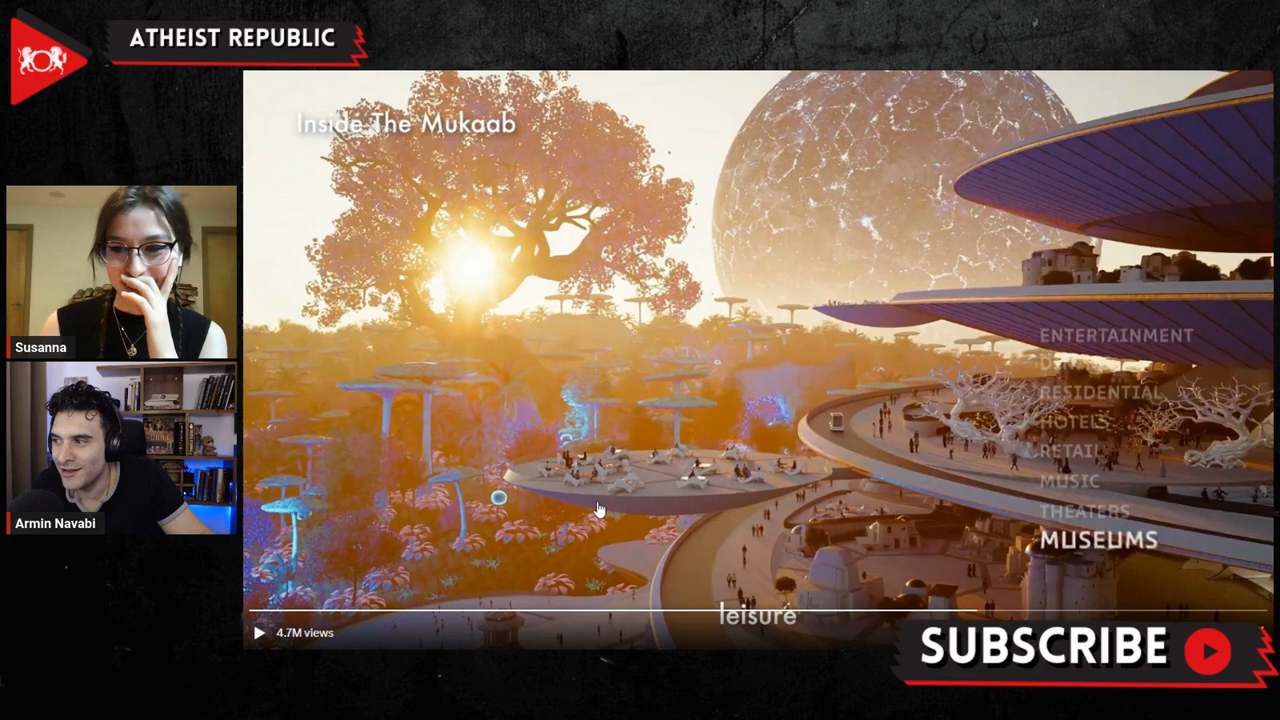 ATHEIST REPUBLIC
Inside The Mukaab
ENTERTAINMENT
RESIDENTIAL
HOTELS
RETAIL
MUSIC
THEATERS
MUSEUMS
leisure
4.7M views
Susanna
Armin Navabi
SUBSCRIBE